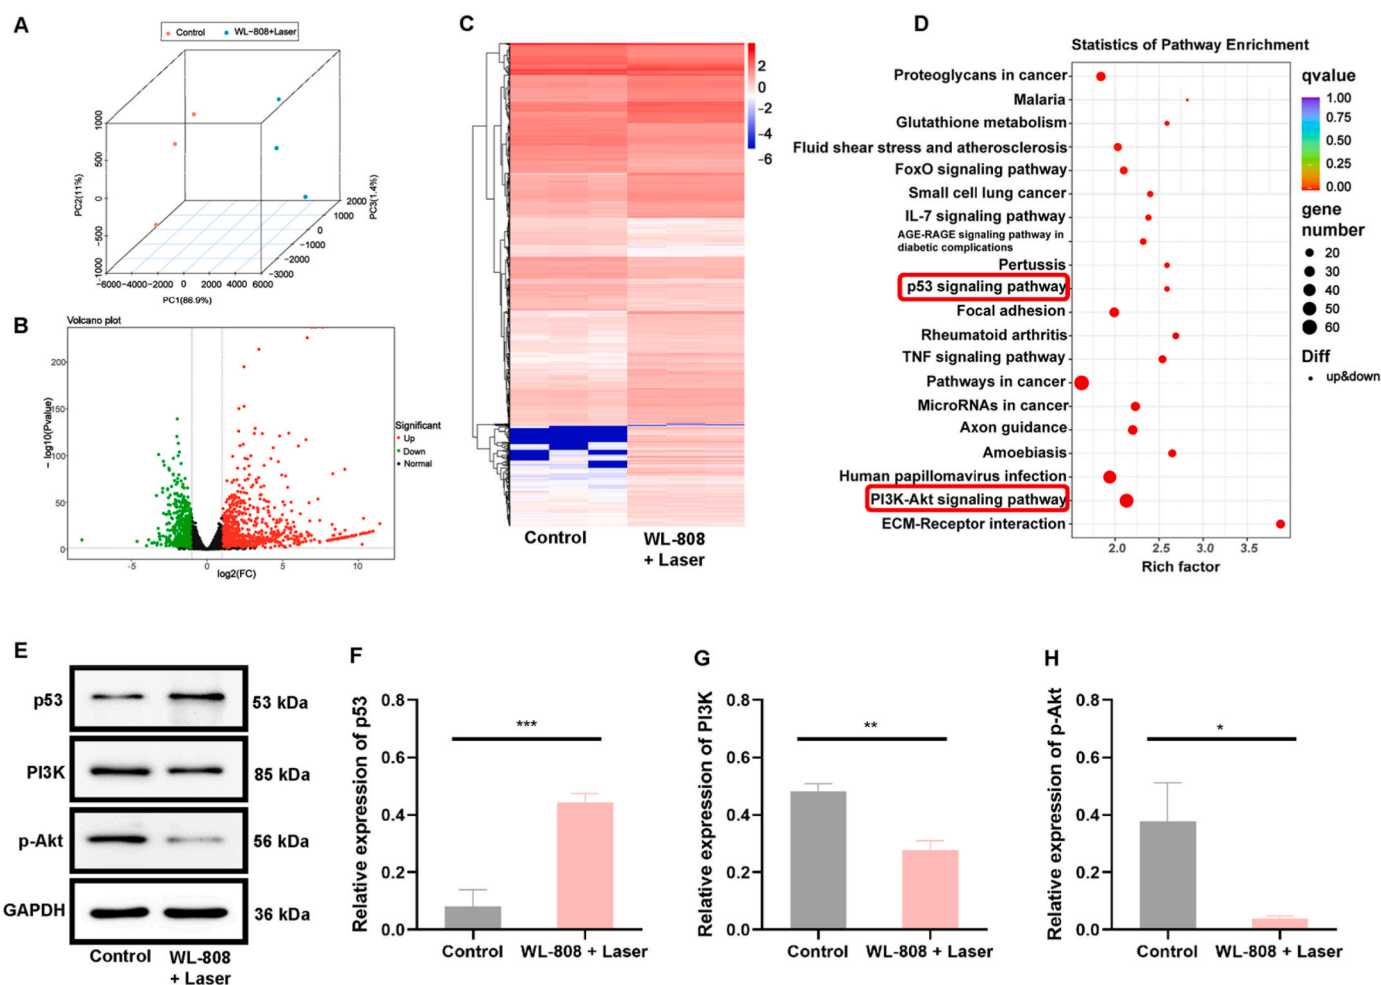 A
Control
WL-808+Laser
PC2(11%)
1000
500
0
-500
-1000
-6000 -4000 -2000 0 2000 4000 6000
PC1(86.9%)
2000
1000
0
-1000
-2000
-3000
PC3(1.4%)
B
Volcano plot
- log10(Pvalue)
200
150
100
50
0
-5 0 5 10
log2(FC)
Significant
Up
Down
Normal
C
2
0
-2
-4
-6
Control
WL-808
+ Laser
D
Statistics of Pathway Enrichment
Proteoglycans in cancer
Malaria
Glutathione metabolism
Fluid shear stress and atherosclerosis
FoxO signaling pathway
Small cell lung cancer
IL-7 signaling pathway
AGE-RAGE signaling pathway in
diabetic complications
Pertussis
p53 signaling pathway
Focal adhesion
Rheumatoid arthritis
TNF signaling pathway
Pathways in cancer
MicroRNAs in cancer
Axon guidance
Amoebiasis
Human papillomavirus infection
PI3K-Akt signaling pathway
ECM-Receptor interaction
2.0 2.5 3.0 3.5
Rich factor
qvalue
1.00
0.75
0.50
0.25
0.00
gene
number
20
30
40
50
60
Diff
up&down
E
p53
53 kDa
PI3K
85 kDa
p-Akt
56 kDa
GAPDH
36 kDa
Control
WL-808
+ Laser
F
Relative expression of p53
0.8
0.6
0.4
0.2
0.0
***
Control
WL-808 + Laser
G
Relative expression of PI3K
0.8
0.6
0.4
0.2
0.0
**
Control
WL-808 + Laser
H
Relative expression of p-Akt
0.8
0.6
0.4
0.2
0.0
*
Control
WL-808 + Laser